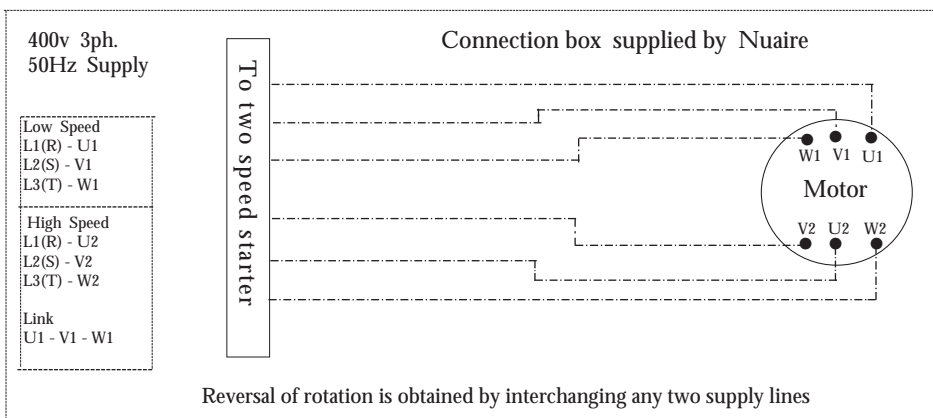 400v 3ph.
50Hz Supply
Connection box supplied by Nuaire
To two speed starter
Low Speed
L1(R) - U1
L2(S) - V1
L3(T) - W1
High Speed
L1(R) - U2
L2(S) - V2
L3(T) - W2
Link
U1 - V1 - W1
W1 V1 U1
Motor
V2 U2 W2
Reversal of rotation is obtained by interchanging any two supply lines